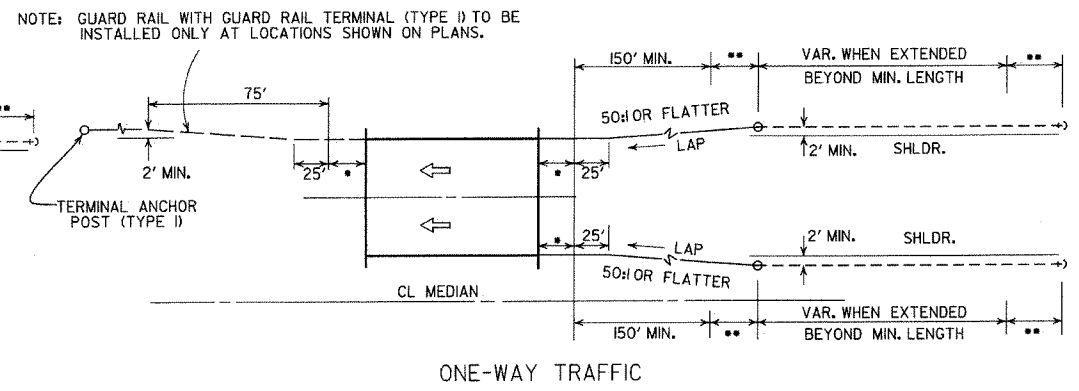 NOTE: GUARD RAIL WITH GUARD RAIL TERMINAL (TYPE I) TO BE
INSTALLED ONLY AT LOCATIONS SHOWN ON PLANS.
150' MIN.
**
VAR. WHEN EXTENDED
BEYOND MIN. LENGTH
**
**
75'
50:1 OR FLATTER
LAP
2' MIN.
SHLDR.
2' MIN.
25'
*
*
25'
TERMINAL ANCHOR
POST (TYPE I)
*
25'
LAP
2' MIN.
SHLDR.
50:1 OR FLATTER
CL MEDIAN
150' MIN.
**
VAR. WHEN EXTENDED
BEYOND MIN. LENGTH
**
ONE-WAY TRAFFIC